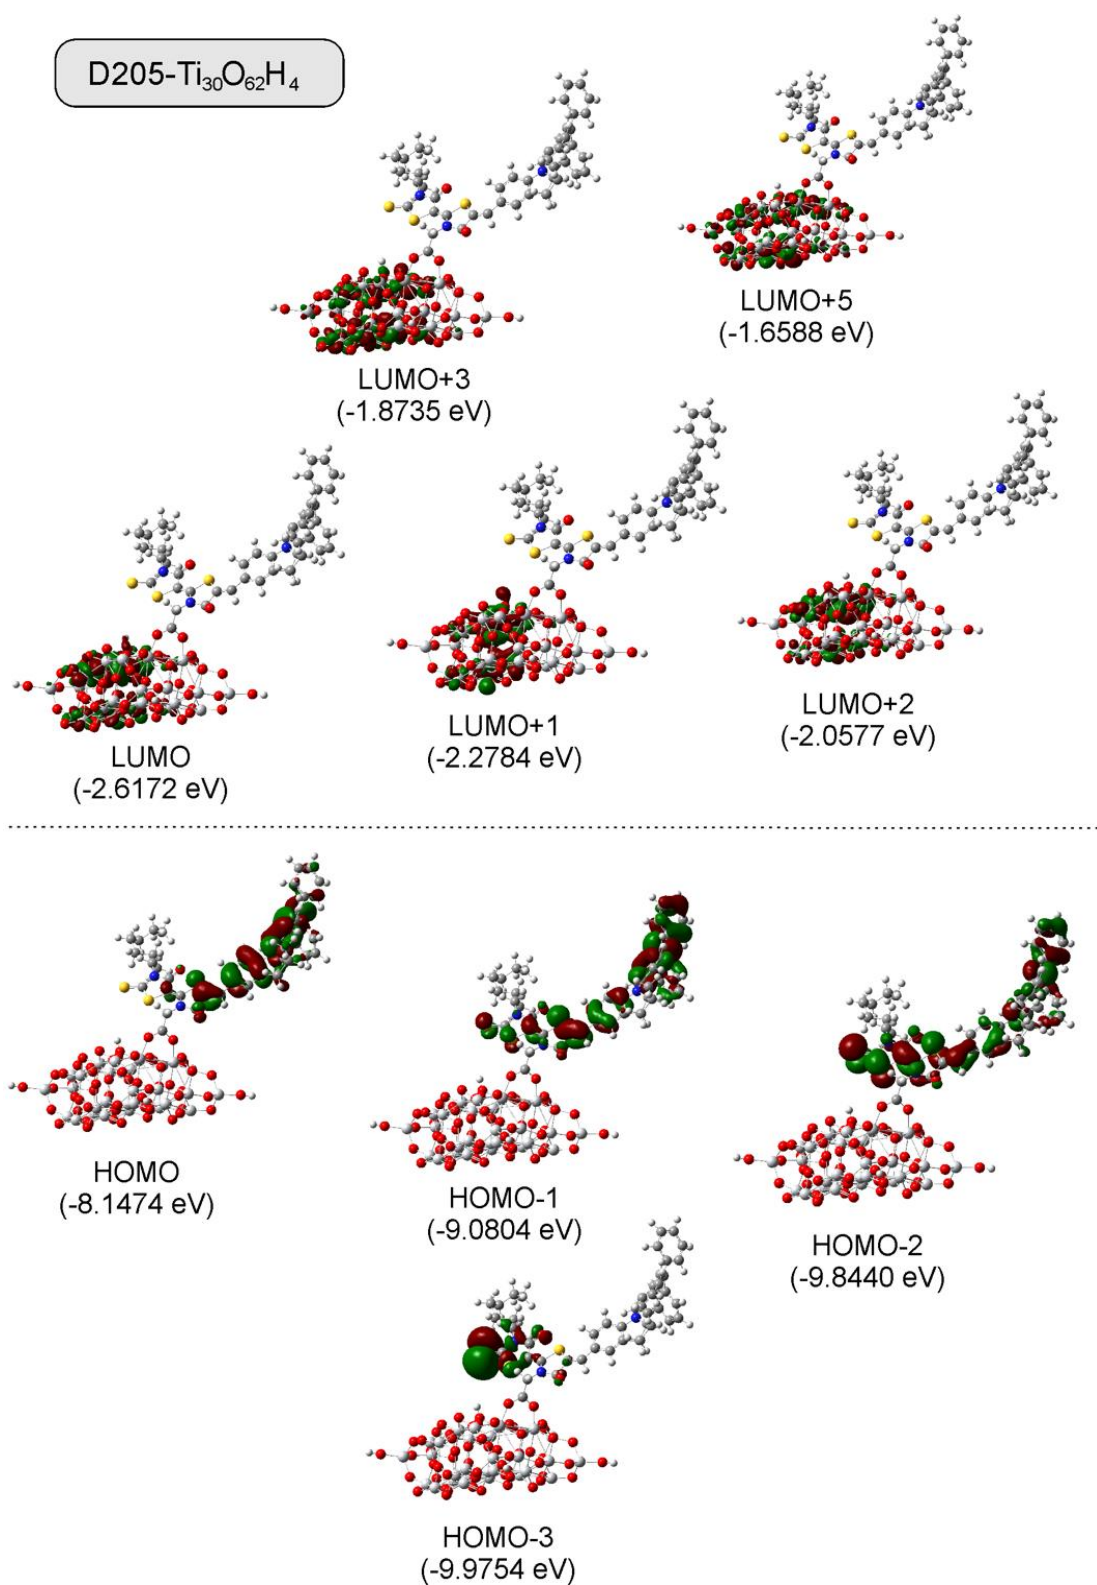 D205-Ti₃₀O₆₂H₄
LUMO+5
(-1.6588 eV)
LUMO+3
(-1.8735 eV)
LUMO+2
(-2.0577 eV)
LUMO+1
(-2.2784 eV)
LUMO
(-2.6172 eV)
HOMO
(-8.1474 eV)
HOMO-1
(-9.0804 eV)
HOMO-2
(-9.8440 eV)
HOMO-3
(-9.9754 eV)